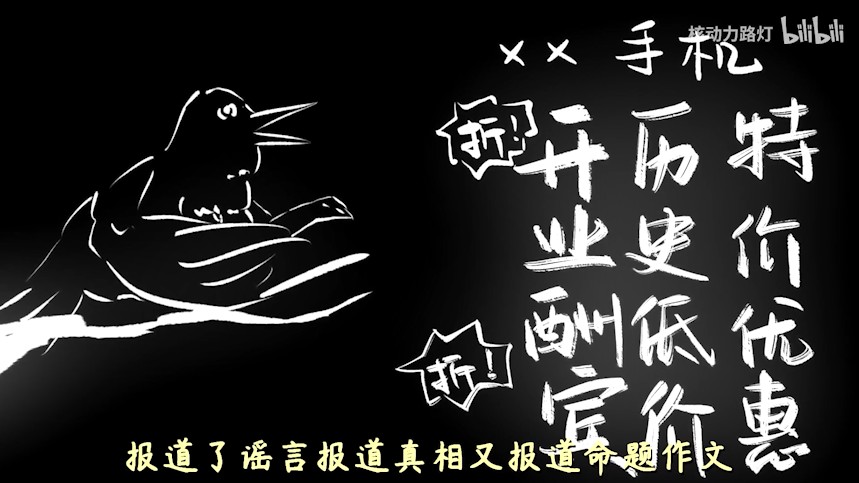 核动力路灯 bilibili
×× 手机
特价优惠
历史低价
开业酬宾
折!
折!
报道了谣言报道真相又报道命题作文